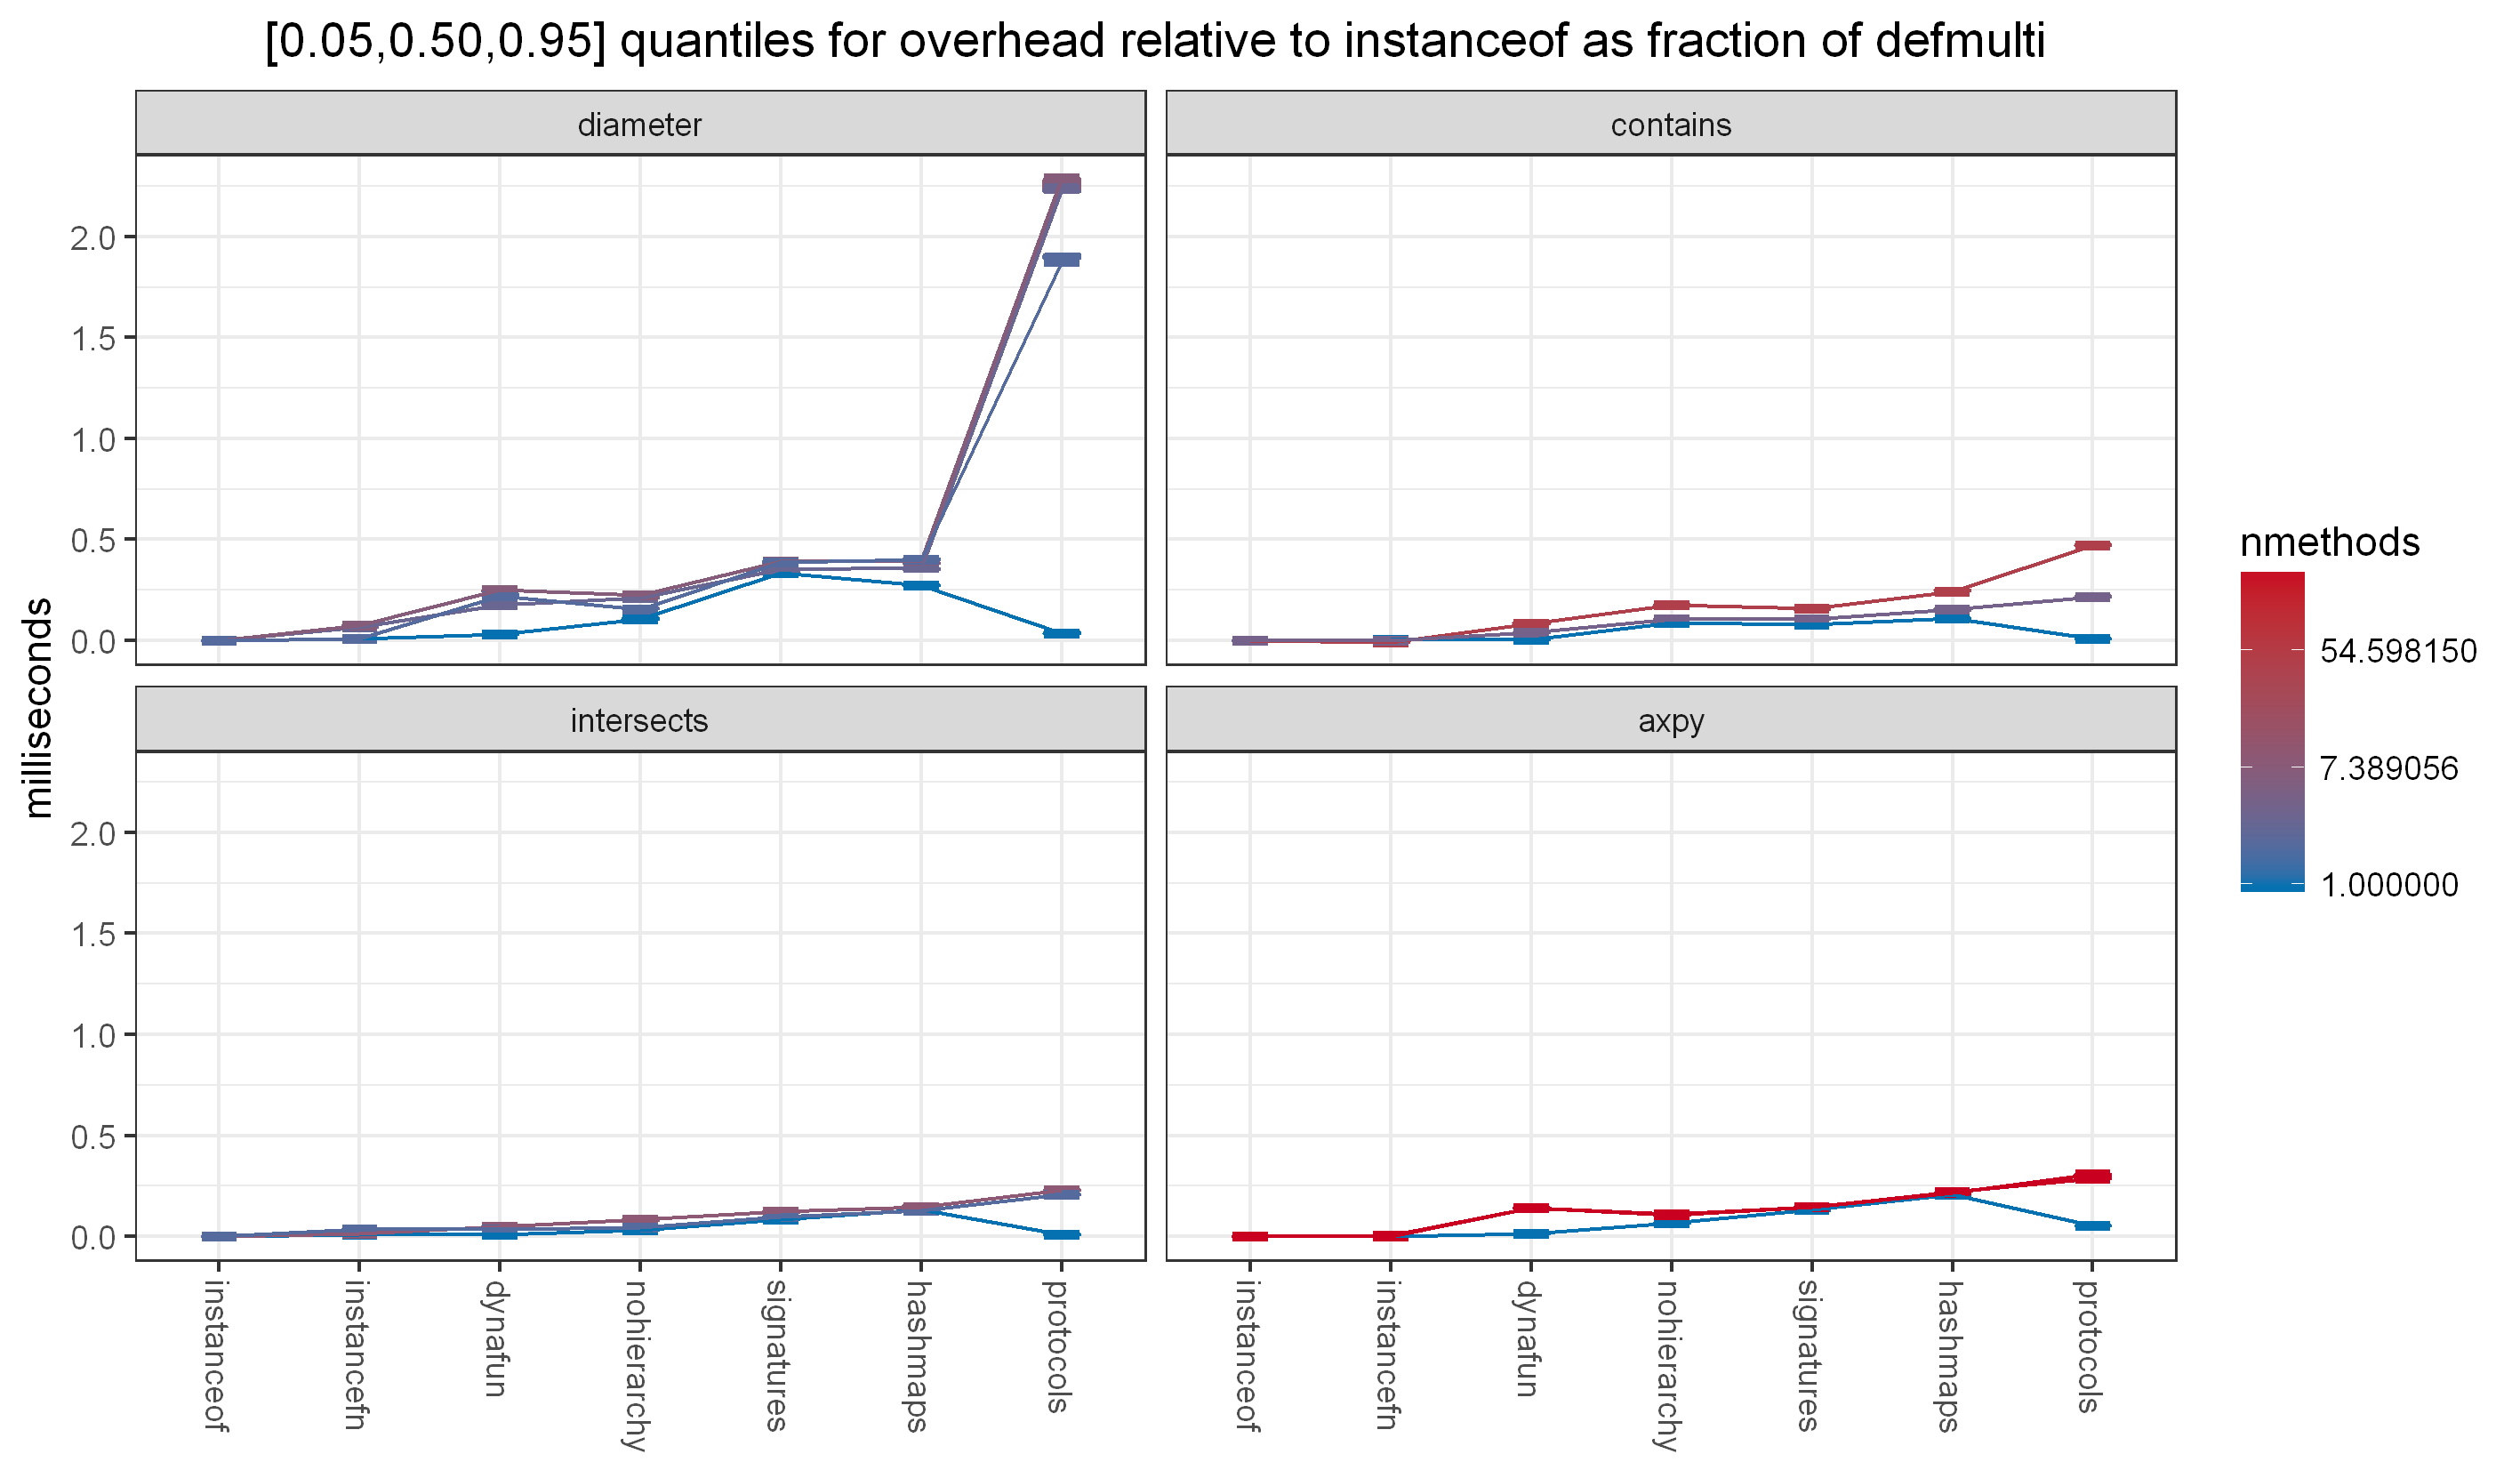 [0.05,0.50,0.95] quantiles for overhead relative to instanceof as fraction of defmulti
diameter
contains
2.0
1.5
1.0
0.5
0.0
intersects
axpy
2.0
1.5
1.0
0.5
0.0
milliseconds
instanceof
instancefn
dynafun
nohierarchy
signatures
hashmaps
protocols
instanceof
instancefn
dynafun
nohierarchy
signatures
hashmaps
protocols
nmethods
54.598150
7.389056
1.000000